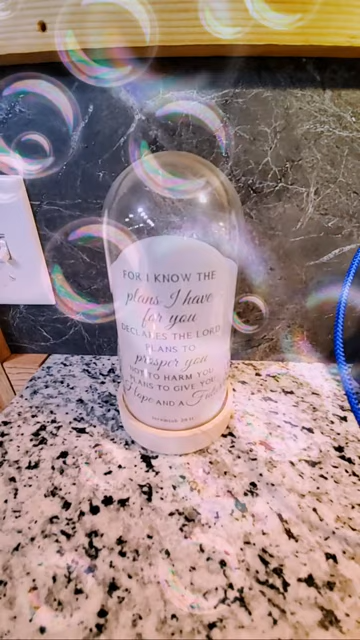 FOR I KNOW THE
plans I have
for you
DECLARES THE LORD
PLANS TO
prosper you
NOT TO HARM YOU
PLANS TO GIVE YOU
Hope AND A